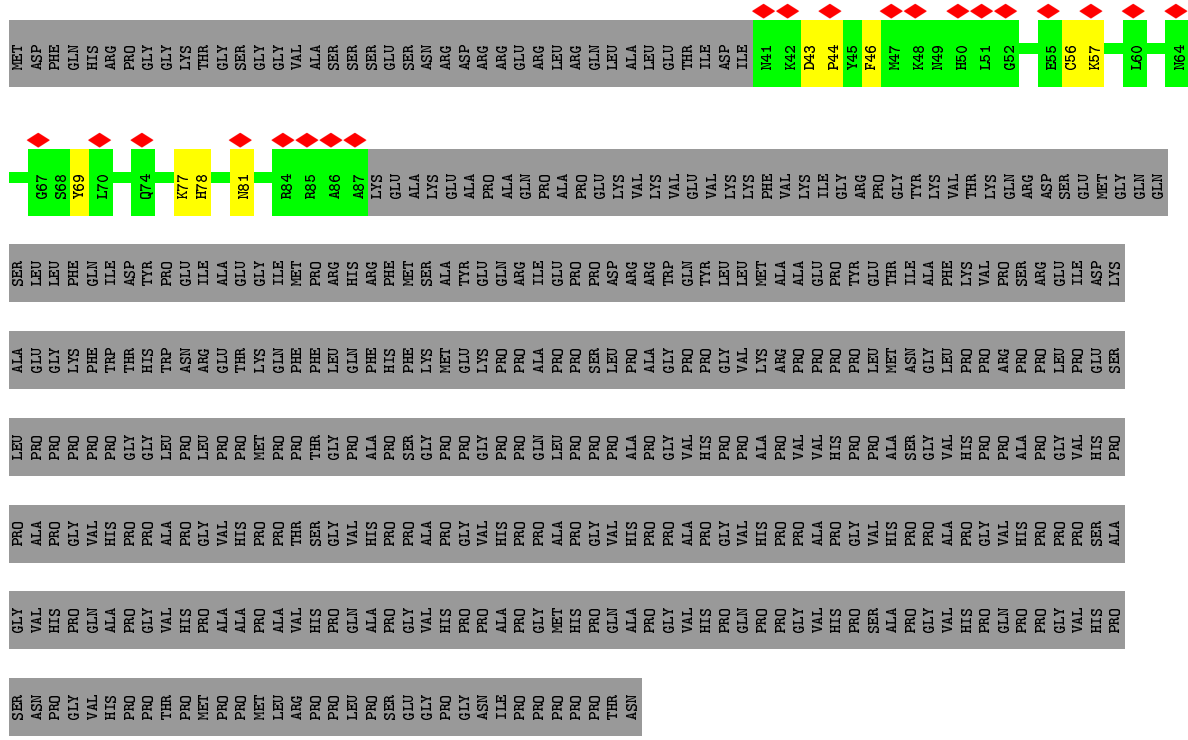 MET ASP PHE GLN HIS ARG PRO GLY GLY LYS THR GLY SER GLY GLY VAL ALA SER SER SER GLU SER ASN ARG ASP ARG ARG GLU ARG LEU ARG GLN LEU ALA LEU GLU THR ILE ASP ILE N41 K42 D43 P44 Y45 F46 M47 K48 N49 H50 L51 G52 E55 C56 K57 L60 N64
G67 S68 Y69 L70 Q74 K77 H78 N81 R84 R85 A86 A87 LYS GLU ALA LYS GLU ALA PRO ALA GLN PRO ALA PRO GLU LYS VAL LYS VAL GLU VAL LYS LYS PHE VAL LYS ILE GLY ARG PRO GLY TYR LYS VAL THR LYS GLN ARG ASP SER GLU MET GLY GLN GLN
SER LEU LEU PHE GLN ILE ASP TYR PRO GLU ILE ALA GLU GLY ILE MET PRO ARG HIS ARG PHE MET SER ALA TYR GLU GLN ARG ILE GLU PRO PRO ASP ARG ARG TRP GLN TYR LEU LEU MET ALA ALA GLU PRO TYR GLU THR ILE ALA PHE LYS VAL PRO SER ARG GLU ILE ASP LYS
ALA GLU GLY LYS PHE TRP THR HIS TRP ASN ARG GLU THR LYS GLN PHE PHE LEU GLN PHE HIS PHE LYS MET GLU LYS PRO PRO ALA PRO PRO SER LEU PRO ALA GLY PRO PRO GLY VAL LYS ARG PRO PRO PRO PRO LEU MET ASN GLY LEU PRO PRO ARG PRO PRO LEU PRO GLU SER
LEU PRO PRO PRO PRO PRO GLY GLY LEU PRO LEU PRO PRO MET PRO PRO THR GLY PRO ALA PRO SER GLY PRO PRO GLY PRO PRO GLN LEU PRO PRO PRO ALA PRO GLY VAL HIS PRO PRO ALA PRO VAL VAL HIS PRO PRO ALA SER GLY VAL HIS PRO PRO ALA PRO GLY VAL HIS PRO
PRO ALA PRO GLY VAL HIS PRO PRO ALA PRO GLY VAL HIS PRO PRO THR SER GLY VAL HIS PRO PRO ALA PRO GLY VAL HIS PRO PRO ALA PRO GLY VAL HIS PRO PRO ALA PRO GLY VAL HIS PRO PRO ALA PRO GLY VAL HIS PRO PRO ALA PRO GLY VAL HIS PRO PRO PRO SER ALA
GLY VAL HIS PRO GLN ALA PRO GLY VAL HIS PRO ALA ALA PRO ALA VAL HIS PRO GLN ALA PRO GLY VAL HIS PRO PRO ALA PRO GLY MET HIS PRO GLN ALA PRO GLY VAL HIS PRO GLN PRO PRO GLY VAL HIS PRO SER ALA PRO GLY VAL HIS PRO GLN PRO PRO GLY VAL HIS PRO
SER ASN PRO GLY VAL HIS PRO PRO THR PRO MET PRO PRO MET LEU ARG PRO PRO LEU PRO SER GLU GLY PRO GLY ASN ILE PRO PRO PRO PRO PRO THR ASN